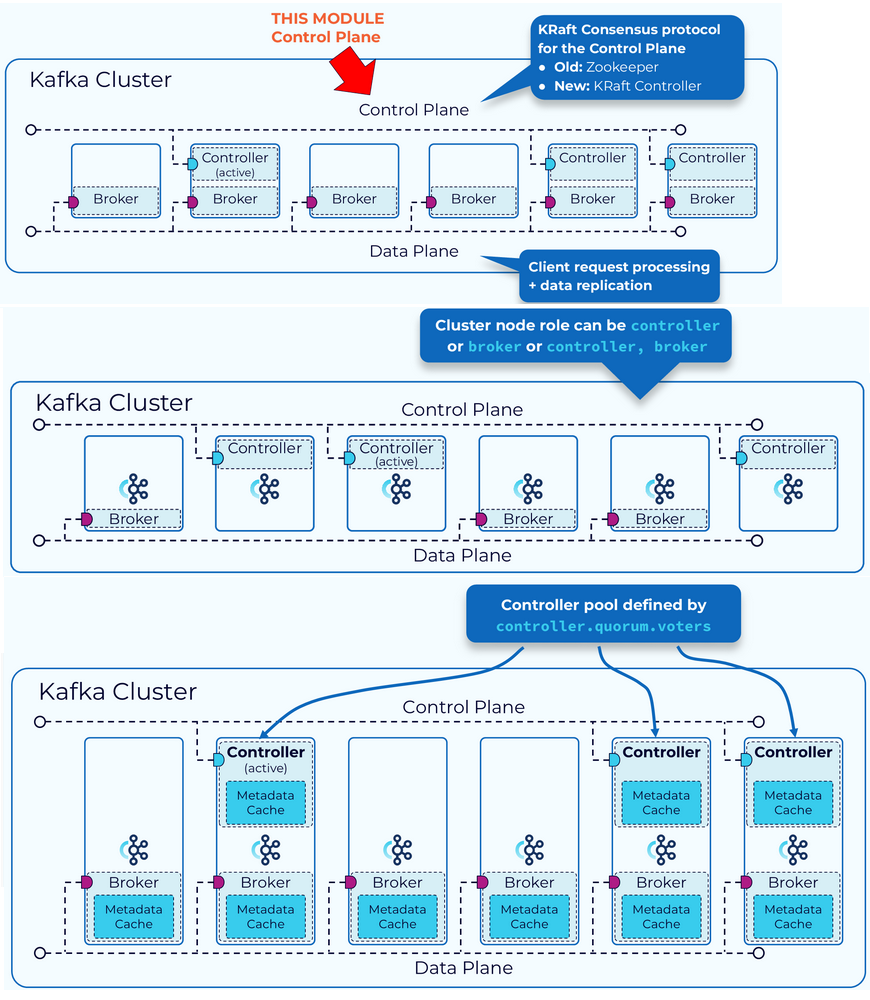 THIS MODULE
Control Plane
KRaft Consensus protocol
for the Control Plane
● Old: Zookeeper
● New: KRaft Controller
Kafka Cluster
Control Plane
Controller
(active)
Controller
Controller
Broker
Broker
Broker
Broker
Broker
Broker
Data Plane
Client request processing
+ data replication
Cluster node role can be controller
or broker or controller, broker
Kafka Cluster
Control Plane
Controller
Controller
(active)
Controller
Broker
Broker
Broker
Data Plane
Controller pool defined by
controller.quorum.voters
Kafka Cluster
Control Plane
Controller
(active)
Metadata
Cache
Controller
Metadata
Cache
Controller
Metadata
Cache
Broker
Metadata
Cache
Broker
Metadata
Cache
Broker
Metadata
Cache
Broker
Metadata
Cache
Broker
Metadata
Cache
Broker
Metadata
Cache
Data Plane